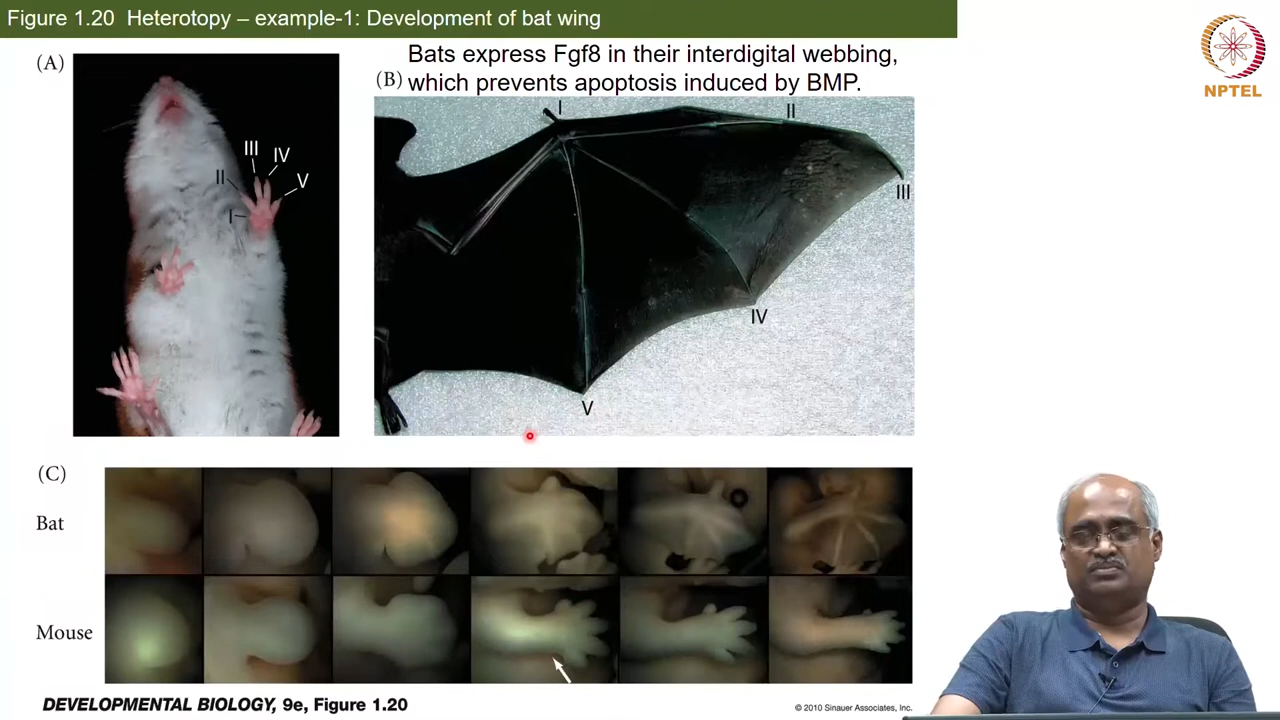 Figure 1.20 Heterotopy – example-1: Development of bat wing
NPTEL
Bats express Fgf8 in their interdigital webbing,
which prevents apoptosis induced by BMP.
(A)
III
IV
II
V
I
(B)
I
II
III
IV
V
(C)
Bat
Mouse
DEVELOPMENTAL BIOLOGY, 9e, Figure 1.20
© 2010 Sinauer Associates, Inc.